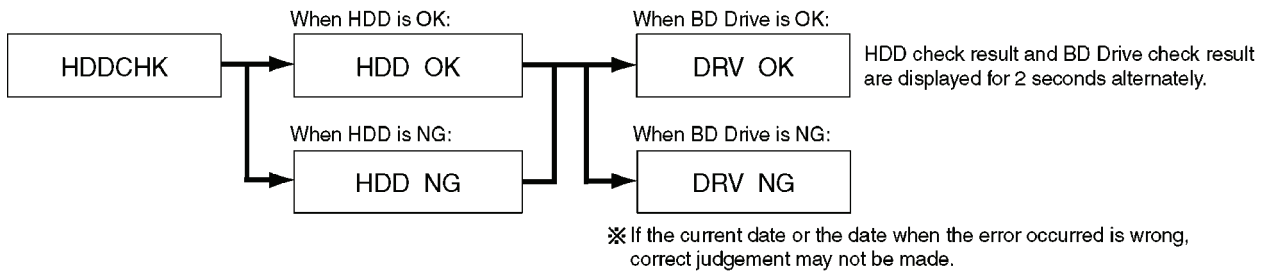 When HDD is OK:
When BD Drive is OK:
HDDCHK
HDD OK
DRV OK
HDD check result and BD Drive check result
are displayed for 2 seconds alternately.
When HDD is NG:
When BD Drive is NG:
HDD NG
DRV NG
※ If the current date or the date when the error occurred is wrong,
correct judgement may not be made.